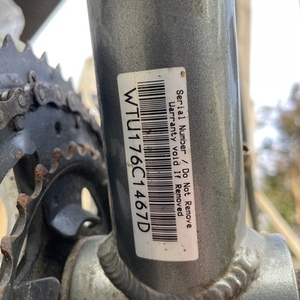 Serial Number / Do Not Remove
Warranty void If Removed
WTU176C1467D